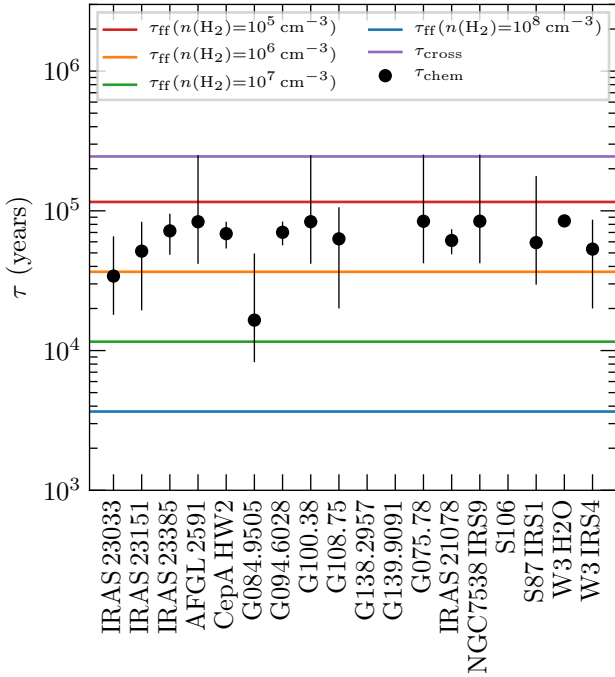 τff(n(H2)=10^5 cm−3)
τff(n(H2)=10^6 cm−3)
τff(n(H2)=10^7 cm−3)
τff(n(H2)=10^8 cm−3)
τcross
τchem
τ (years)
10^6
10^5
10^4
10^3
IRAS 23033
IRAS 23151
IRAS 23385
AFGL 2591
CepA HW2
G084.9505
G094.6028
G100.38
G108.75
G138.2957
G139.9091
G075.78
IRAS 21078
NGC7538 IRS9
S106
S87 IRS1
W3 H2O
W3 IRS4